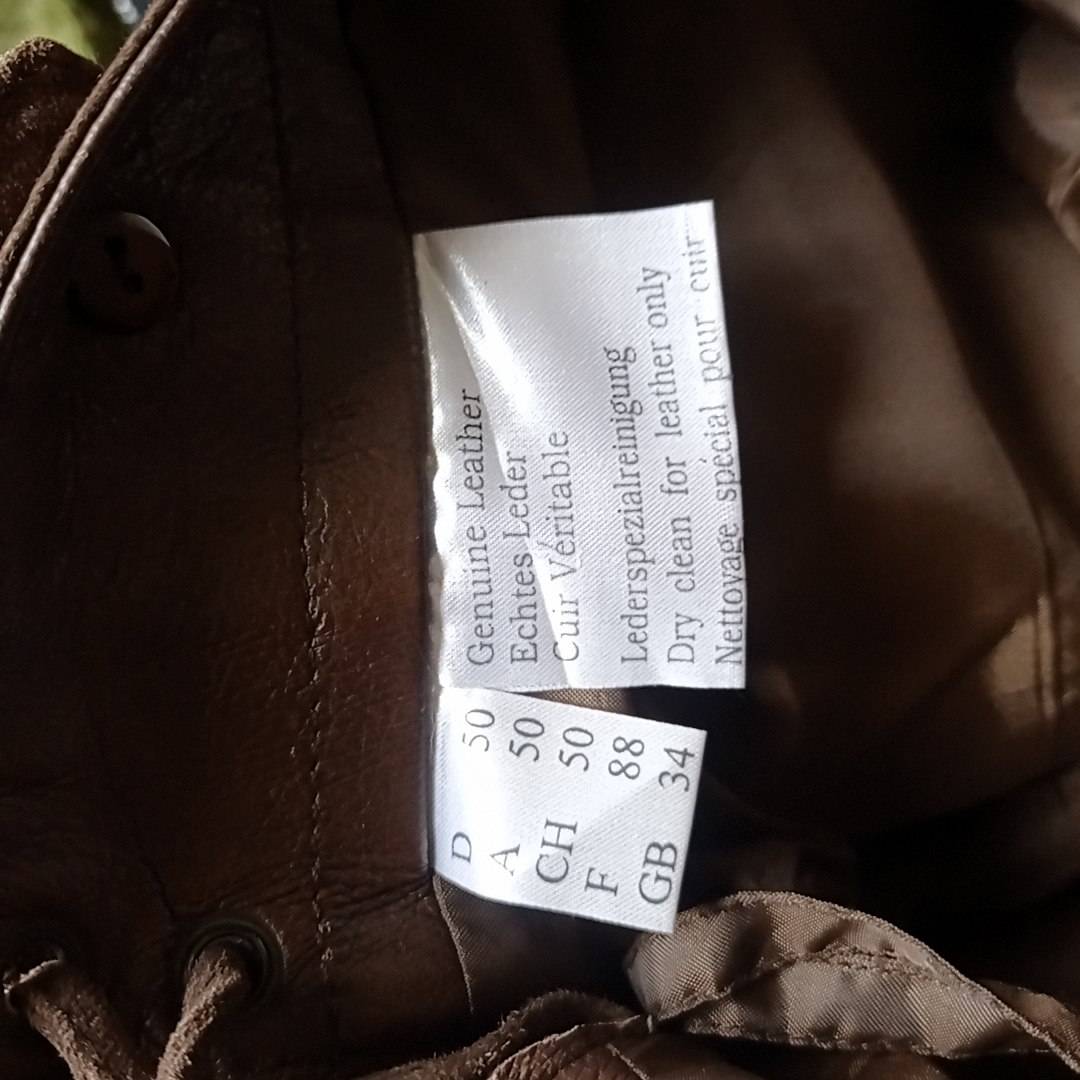 Genuine Leather
Echtes Leder
Cuir Véritable
Lederspezialreinigung
Dry clean for leather only
Nettoyage spécial pour cuir
D 50
A 50
CH 50
F 88
GB 34